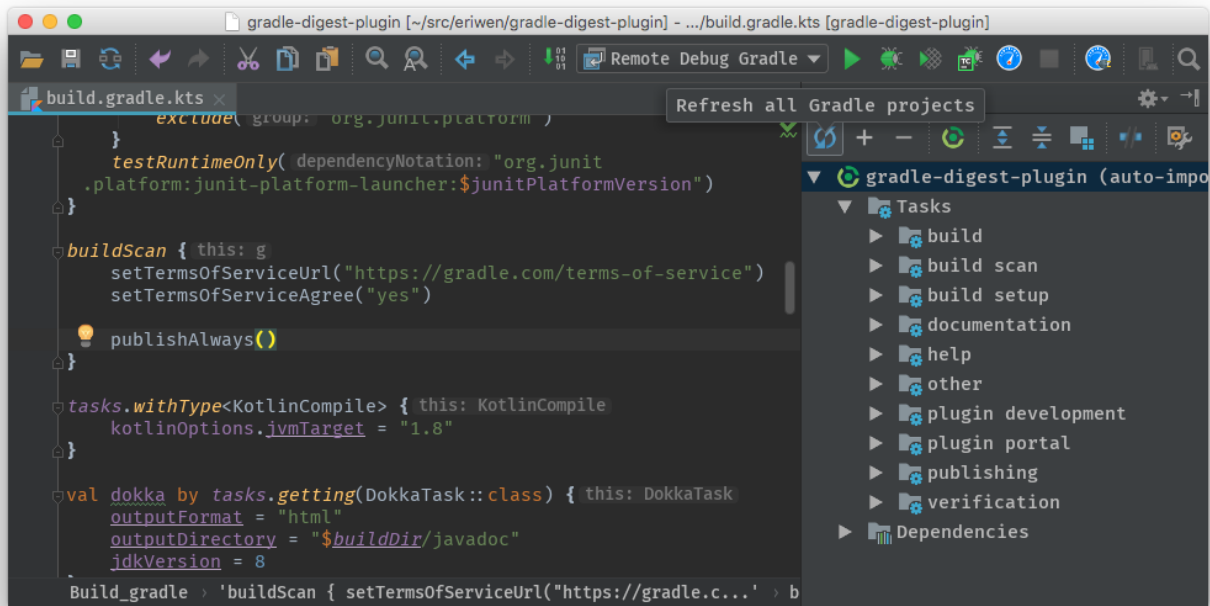 gradle-digest-plugin [~/src/eriwen/gradle-digest-plugin] - .../build.gradle.kts [gradle-digest-plugin]
Remote Debug Gradle
build.gradle.kts
Refresh all Gradle projects
exclude( group: "org.junit.platform")
}
testRuntimeOnly( dependencyNotation: "org.junit
.platform:junit-platform-launcher:$junitPlatformVersion")
}
buildScan { this: g
setTermsOfServiceUrl("https://gradle.com/terms-of-service")
setTermsOfServiceAgree("yes")
publishAlways()
}
tasks.withType<KotlinCompile> { this: KotlinCompile
kotlinOptions.jvmTarget = "1.8"
}
val dokka by tasks.getting(DokkaTask::class) { this: DokkaTask
outputFormat = "html"
outputDirectory = "$buildDir/javadoc"
jdkVersion = 8
Build_gradle › 'buildScan { setTermsOfServiceUrl("https://gradle.c...' › b
gradle-digest-plugin (auto-impo
Tasks
build
build scan
build setup
documentation
help
other
plugin development
plugin portal
publishing
verification
Dependencies